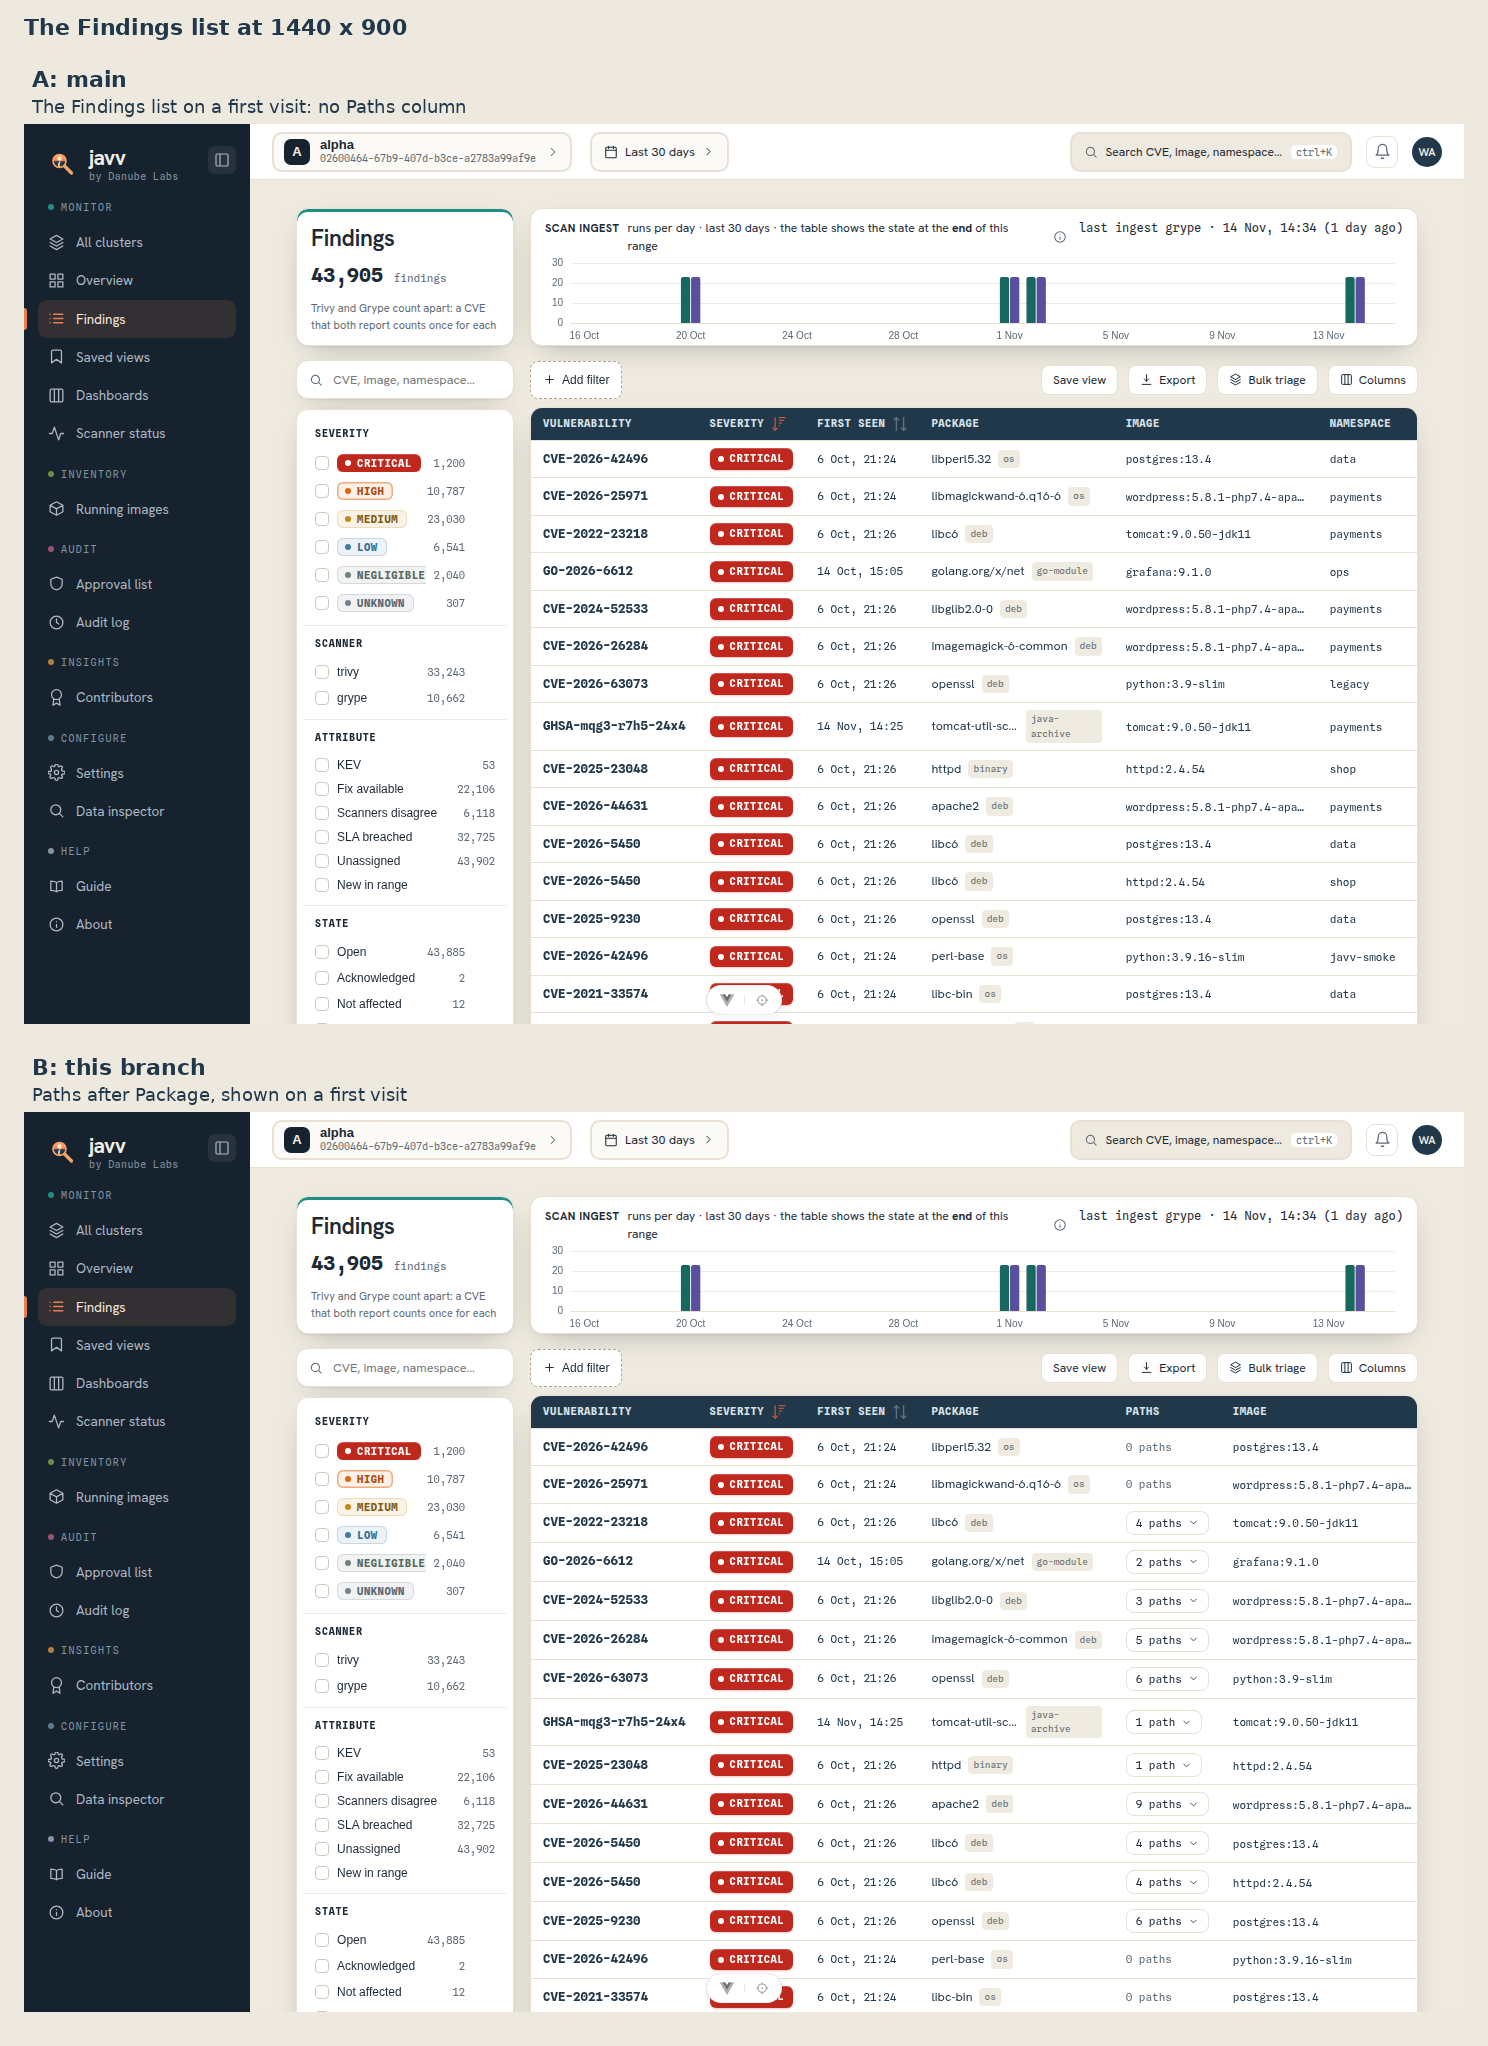 The Findings list at 1440 x 900
A: main
The Findings list on a first visit: no Paths column
javv
by Danube Labs
MONITOR
All clusters
Overview
Findings
Saved views
Dashboards
Scanner status
INVENTORY
Running images
AUDIT
Approval list
Audit log
INSIGHTS
Contributors
CONFIGURE
Settings
Data inspector
HELP
Guide
About
A alpha
02600464-67b9-407d-b3ce-a2783a99af9e
Last 30 days
Search CVE, image, namespace... ctrl+K
WA
Findings
43,905 findings
Trivy and Grype count apart: a CVE
that both report counts once for each
SCAN INGEST runs per day · last 30 days · the table shows the state at the end of this
range
last ingest grype · 14 Nov, 14:34 (1 day ago)
30
20
10
0
16 Oct 20 Oct 24 Oct 28 Oct 1 Nov 5 Nov 9 Nov 13 Nov
CVE, image, namespace...
Add filter
Save view Export Bulk triage Columns
SEVERITY
CRITICAL 1,200
HIGH 10,787
MEDIUM 23,030
LOW 6,541
NEGLIGIBLE 2,040
UNKNOWN 307
SCANNER
trivy 33,243
grype 10,662
ATTRIBUTE
KEV 53
Fix available 22,106
Scanners disagree 6,118
SLA breached 32,725
Unassigned 43,902
New in range
STATE
Open 43,885
Acknowledged 2
Not affected 12
VULNERABILITY SEVERITY FIRST SEEN PACKAGE IMAGE NAMESPACE
CVE-2026-42496 CRITICAL 6 Oct, 21:24 libperl5.32 os postgres:13.4 data
CVE-2026-25971 CRITICAL 6 Oct, 21:24 libmagickwand-6.q16-6 os wordpress:5.8.1-php7.4-apa… payments
CVE-2022-23218 CRITICAL 6 Oct, 21:26 libc6 deb tomcat:9.0.50-jdk11 payments
GO-2026-6612 CRITICAL 14 Oct, 15:05 golang.org/x/net go-module grafana:9.1.0 ops
CVE-2024-52533 CRITICAL 6 Oct, 21:26 libglib2.0-0 deb wordpress:5.8.1-php7.4-apa… payments
CVE-2026-26284 CRITICAL 6 Oct, 21:26 imagemagick-6-common deb wordpress:5.8.1-php7.4-apa… payments
CVE-2026-63073 CRITICAL 6 Oct, 21:26 openssl deb python:3.9-slim legacy
GHSA-mqg3-r7h5-24x4 CRITICAL 14 Nov, 14:25 tomcat-util-sc… java-archive tomcat:9.0.50-jdk11 payments
CVE-2025-23048 CRITICAL 6 Oct, 21:26 httpd binary httpd:2.4.54 shop
CVE-2026-44631 CRITICAL 6 Oct, 21:26 apache2 deb wordpress:5.8.1-php7.4-apa… payments
CVE-2026-5450 CRITICAL 6 Oct, 21:26 libc6 deb postgres:13.4 data
CVE-2026-5450 CRITICAL 6 Oct, 21:26 libc6 deb httpd:2.4.54 shop
CVE-2025-9230 CRITICAL 6 Oct, 21:26 openssl deb postgres:13.4 data
CVE-2026-42496 CRITICAL 6 Oct, 21:24 perl-base os python:3.9.16-slim javv-smoke
CVE-2021-33574 6 Oct, 21:24 libc-bin os postgres:13.4 data
B: this branch
Paths after Package, shown on a first visit
javv
by Danube Labs
MONITOR
All clusters
Overview
Findings
Saved views
Dashboards
Scanner status
INVENTORY
Running images
AUDIT
Approval list
Audit log
INSIGHTS
Contributors
CONFIGURE
Settings
Data inspector
HELP
Guide
About
A alpha
02600464-67b9-407d-b3ce-a2783a99af9e
Last 30 days
Search CVE, image, namespace... ctrl+K
WA
Findings
43,905 findings
Trivy and Grype count apart: a CVE
that both report counts once for each
SCAN INGEST runs per day · last 30 days · the table shows the state at the end of this
range
last ingest grype · 14 Nov, 14:34 (1 day ago)
30
20
10
0
16 Oct 20 Oct 24 Oct 28 Oct 1 Nov 5 Nov 9 Nov 13 Nov
CVE, image, namespace...
Add filter
Save view Export Bulk triage Columns
SEVERITY
CRITICAL 1,200
HIGH 10,787
MEDIUM 23,030
LOW 6,541
NEGLIGIBLE 2,040
UNKNOWN 307
SCANNER
trivy 33,243
grype 10,662
ATTRIBUTE
KEV 53
Fix available 22,106
Scanners disagree 6,118
SLA breached 32,725
Unassigned 43,902
New in range
STATE
Open 43,885
Acknowledged 2
Not affected 12
VULNERABILITY SEVERITY FIRST SEEN PACKAGE PATHS IMAGE
CVE-2026-42496 CRITICAL 6 Oct, 21:24 libperl5.32 os 0 paths postgres:13.4
CVE-2026-25971 CRITICAL 6 Oct, 21:24 libmagickwand-6.q16-6 os 0 paths wordpress:5.8.1-php7.4-apa…
CVE-2022-23218 CRITICAL 6 Oct, 21:26 libc6 deb 4 paths tomcat:9.0.50-jdk11
GO-2026-6612 CRITICAL 14 Oct, 15:05 golang.org/x/net go-module 2 paths grafana:9.1.0
CVE-2024-52533 CRITICAL 6 Oct, 21:26 libglib2.0-0 deb 3 paths wordpress:5.8.1-php7.4-apa…
CVE-2026-26284 CRITICAL 6 Oct, 21:26 imagemagick-6-common deb 5 paths wordpress:5.8.1-php7.4-apa…
CVE-2026-63073 CRITICAL 6 Oct, 21:26 openssl deb 6 paths python:3.9-slim
GHSA-mqg3-r7h5-24x4 CRITICAL 14 Nov, 14:25 tomcat-util-sc… java-archive 1 path tomcat:9.0.50-jdk11
CVE-2025-23048 CRITICAL 6 Oct, 21:26 httpd binary 1 path httpd:2.4.54
CVE-2026-44631 CRITICAL 6 Oct, 21:26 apache2 deb 9 paths wordpress:5.8.1-php7.4-apa…
CVE-2026-5450 CRITICAL 6 Oct, 21:26 libc6 deb 4 paths postgres:13.4
CVE-2026-5450 CRITICAL 6 Oct, 21:26 libc6 deb 4 paths httpd:2.4.54
CVE-2025-9230 CRITICAL 6 Oct, 21:26 openssl deb 6 paths postgres:13.4
CVE-2026-42496 CRITICAL 6 Oct, 21:24 perl-base os 0 paths python:3.9.16-slim
CVE-2021-33574 6 Oct, 21:24 libc-bin os 0 paths postgres:13.4